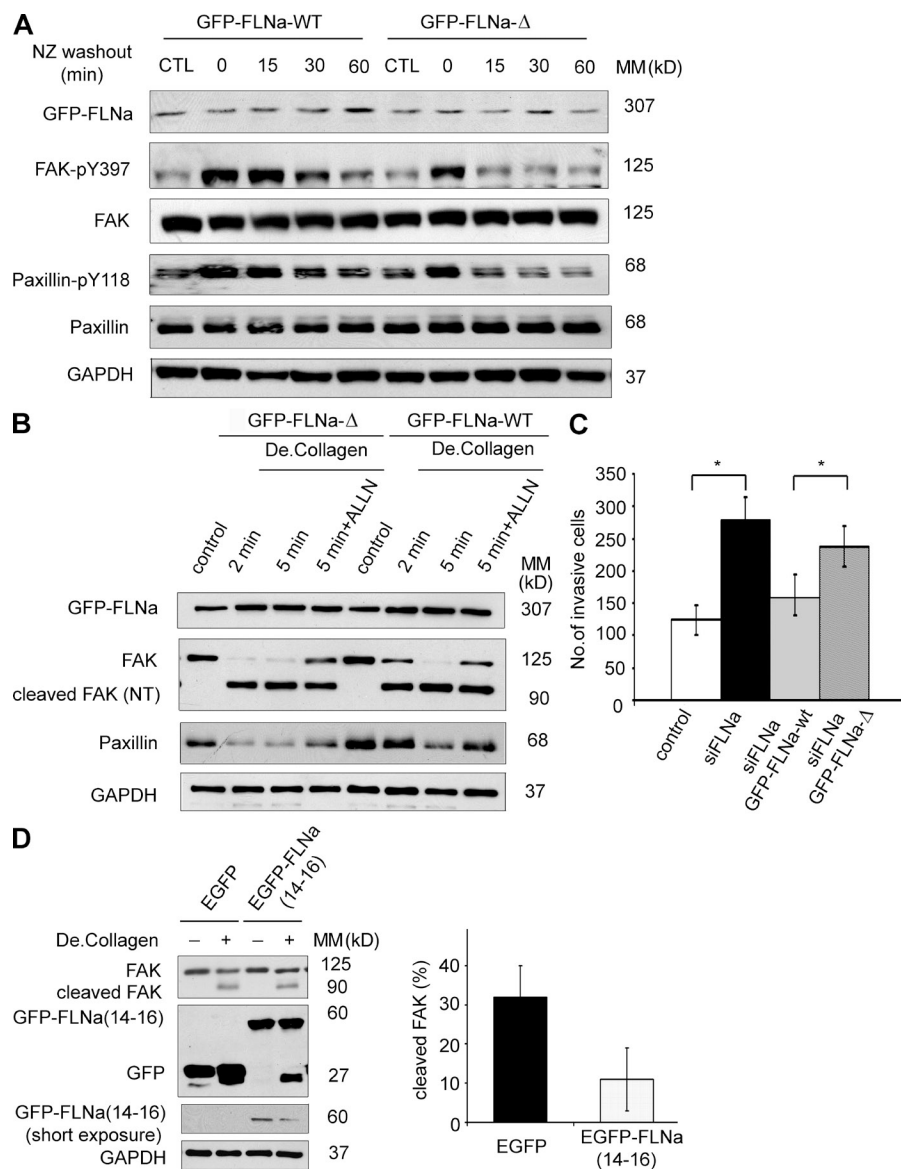 A
GFP-FLNa-WT GFP-FLNa-Δ
NZ washout
(min)
CTL 0 15 30 60 CTL 0 15 30 60 MM (kD)
GFP-FLNa 307
FAK-pY397 125
FAK 125
Paxillin-pY118 68
Paxillin 68
GAPDH 37
B
GFP-FLNa-Δ GFP-FLNa-WT
De.Collagen De.Collagen
control 2 min 5 min 5 min+ALLN control 2 min 5 min 5 min+ALLN
MM
(kD)
GFP-FLNa 307
FAK 125
cleaved FAK (NT) 90
Paxillin 68
GAPDH 37
C
No.of invasive cells
350
300
250
200
150
100
50
0
* *
control
siFLNa
siFLNa
GFP-FLNa-wt
siFLNa
GFP-FLNa-Δ
D
EGFP
EGFP-FLNa
(14-16)
De.Collagen – + – + MM (kD)
FAK 125
cleaved FAK 90
GFP-FLNa(14-16) 60
GFP 27
GFP-FLNa(14-16) 60
(short exposure)
GAPDH 37
cleaved FAK (%)
40
30
20
10
0
EGFP
EGFP-FLNa
(14-16)